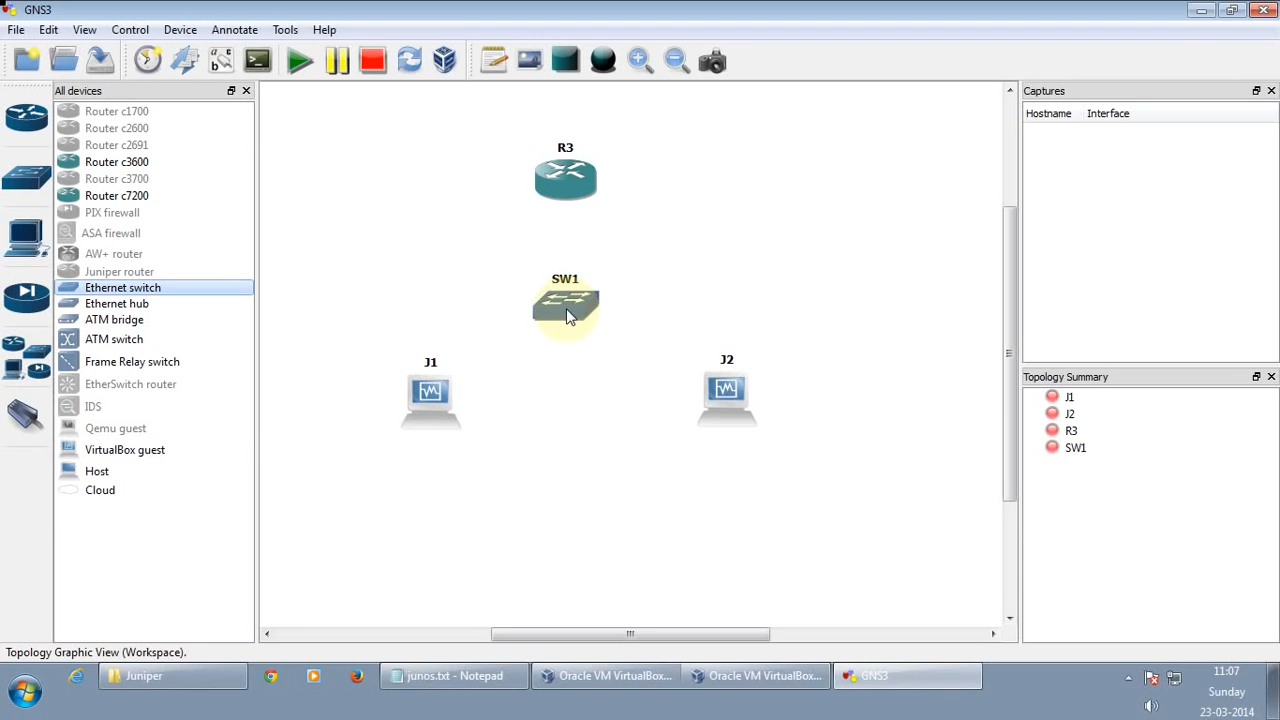 GNS3
File Edit View Control Device Annotate Tools Help
All devices
Router c1700
Router c2600
Router c2691
Router c3600
Router c3700
Router c7200
PIX firewall
ASA firewall
AW+ router
Juniper router
Ethernet switch
Ethernet hub
ATM bridge
ATM switch
Frame Relay switch
EtherSwitch router
IDS
Qemu guest
VirtualBox guest
Host
Cloud
R3
SW1
J1
J2
Captures
Hostname Interface
Topology Summary
J1
J2
R3
SW1
Topology Graphic View (Workspace).
Juniper
junos.txt - Notepad
Oracle VM VirtualBox...
Oracle VM VirtualBox...
GNS3
11:07
Sunday
23-03-2014